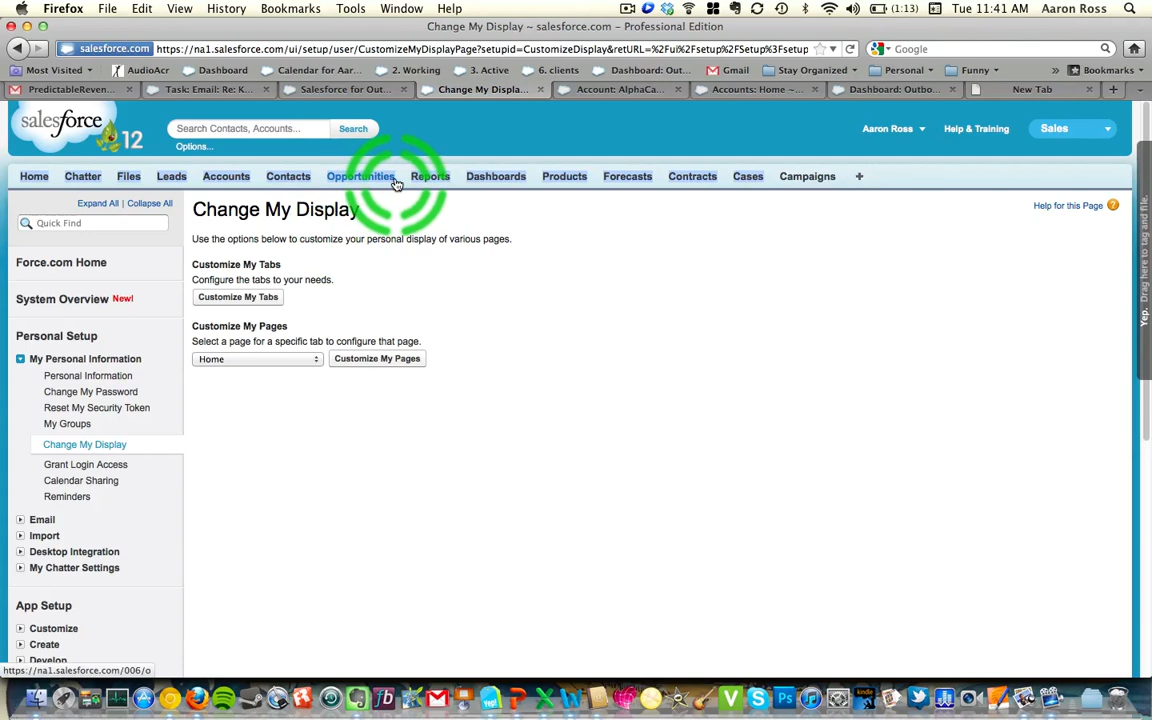 Firefox File Edit View History Bookmarks Tools Window Help (1:13) Tue 11:41 AM Aaron Ross
Change My Display ~ salesforce.com - Professional Edition
salesforce.com https://na1.salesforce.com/ui/setup/user/CustomizeMyDisplayPage?setupid=CustomizeDisplay&retURL=%2Fui%2Fsetup%2FSetup%3Fsetup Google
Most Visited AudioAcr Dashboard Calendar for Aar... 2. Working 3. Active 6. clients Dashboard: Out... Gmail Stay Organized Personal Funny » Bookmarks
PredictableReven... Task: Email: Re: K... Salesforce for Out... Change My Displa... Account: AlphaCa... Accounts: Home ~... Dashboard: Outbo... New Tab +
salesforce 12
Search Contacts, Accounts... Search
Options...
Aaron Ross Help & Training Sales
Home Chatter Files Leads Accounts Contacts Opportunities Reports Dashboards Products Forecasts Contracts Cases Campaigns +
Expand All | Collapse All
Quick Find
Force.com Home
System Overview New!
Personal Setup
My Personal Information
Personal Information
Change My Password
Reset My Security Token
My Groups
Change My Display
Grant Login Access
Calendar Sharing
Reminders
Email
Import
Desktop Integration
My Chatter Settings
App Setup
Customize
Create
Develop
Change My Display
Help for this Page ?
Use the options below to customize your personal display of various pages.
Customize My Tabs
Configure the tabs to your needs.
Customize My Tabs
Customize My Pages
Select a page for a specific tab to configure that page.
Home Customize My Pages
Yep. Drag here to tag and file.
https://na1.salesforce.com/006/o